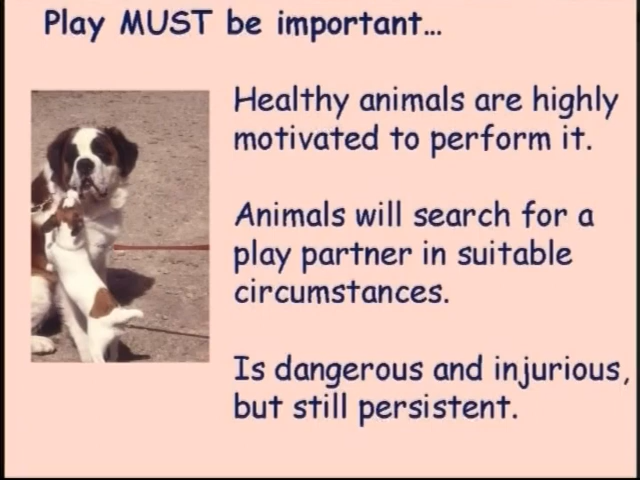 Play MUST be important…
Healthy animals are highly
motivated to perform it.
Animals will search for a
play partner in suitable
circumstances.
Is dangerous and injurious,
but still persistent.